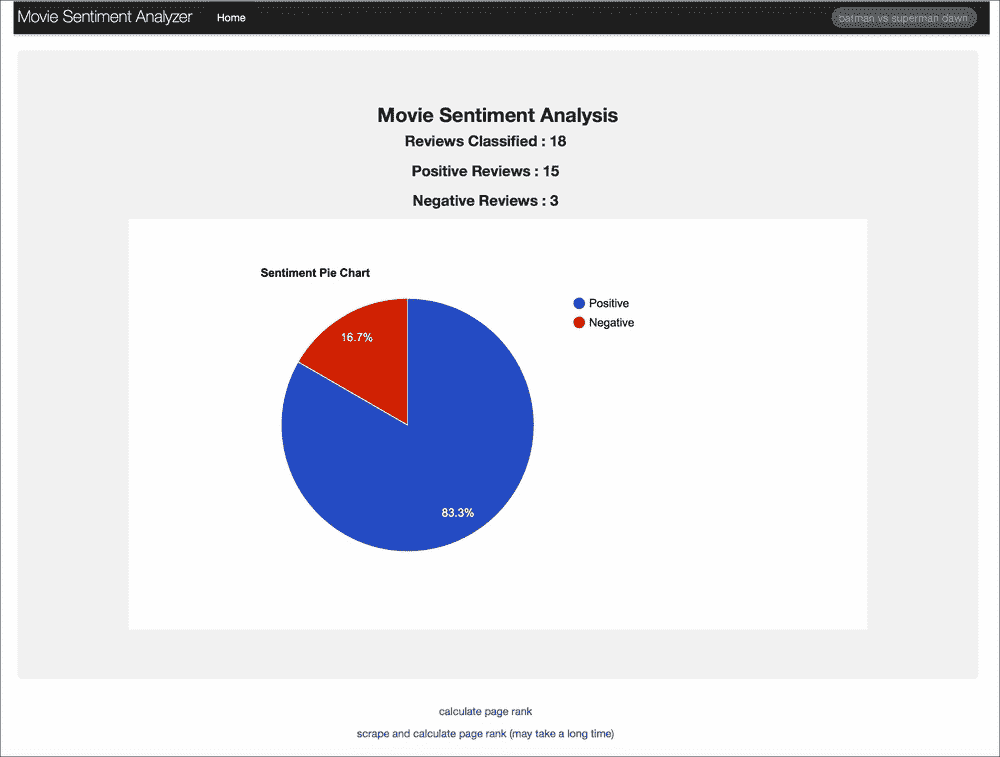 Movie Sentiment Analyzer Home batman vs superman dawn
Movie Sentiment Analysis
Reviews Classified : 18
Positive Reviews : 15
Negative Reviews : 3
Sentiment Pie Chart
Positive
Negative
16.7%
83.3%
calculate page rank
scrape and calculate page rank (may take a long time)